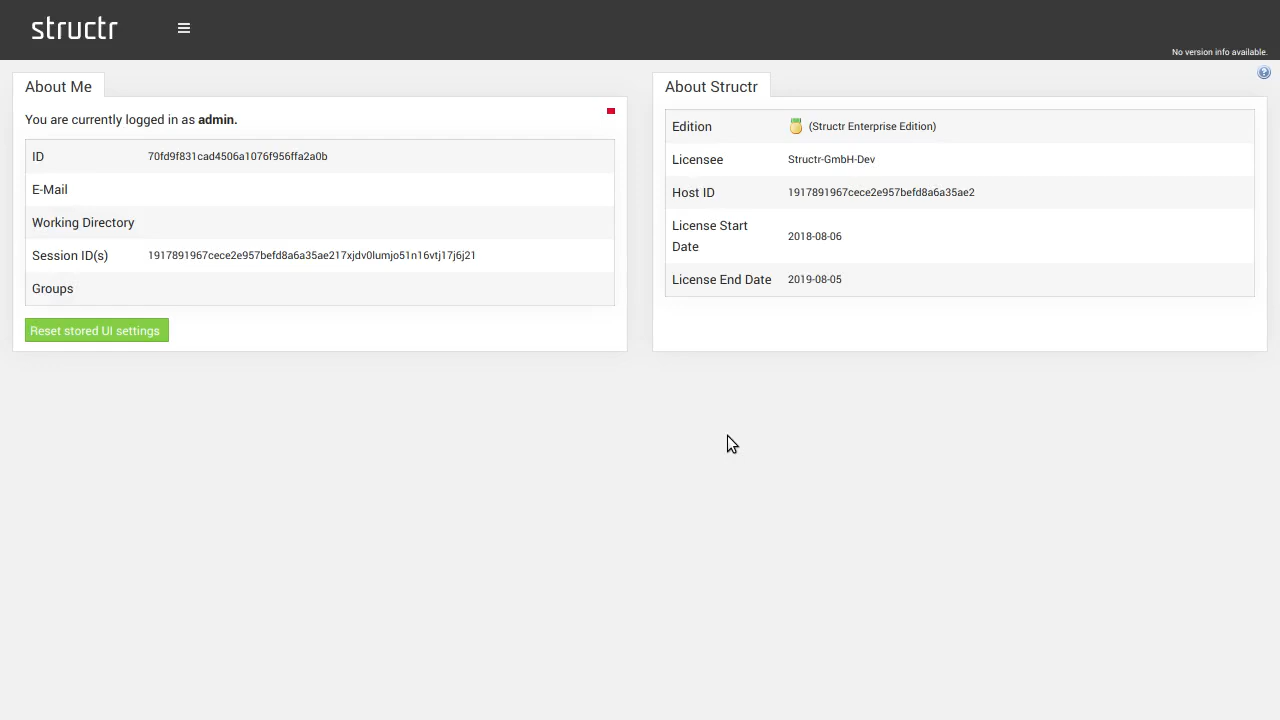 structr
No version info available.
About Me
You are currently logged in as admin.
ID 70fd9f831cad4506a1076f956ffa2a0b
E-Mail
Working Directory
Session ID(s) 1917891967cece2e957befd8a6a35ae217xjdv0lumjo51n16vtj17j6j21
Groups
Reset stored UI settings
About Structr
Edition (Structr Enterprise Edition)
Licensee Structr-GmbH-Dev
Host ID 1917891967cece2e957befd8a6a35ae2
License Start
Date 2018-08-06
License End Date 2019-08-05